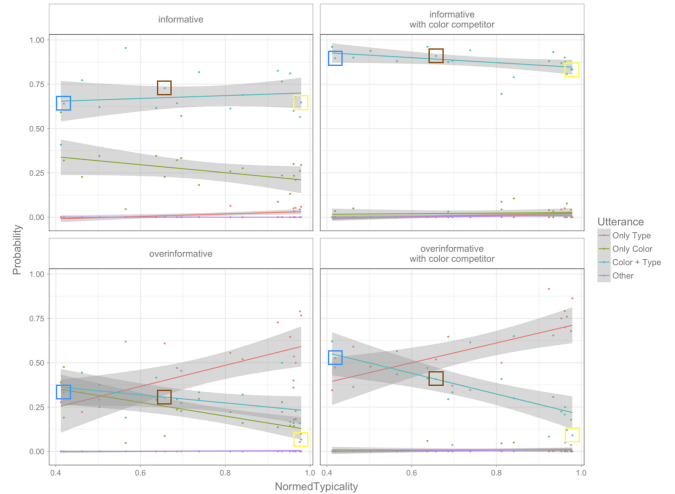 informative
informative
with color competitor
1.00
0.75
0.50
0.25
0.00
overinformative
overinformative
with color competitor
1.00
0.75
0.50
0.25
0.00
0.4
0.6
0.8
1.0
0.4
0.6
0.8
1.0
Probability
NormedTypicality
Utterance
Only Type
Only Color
Color + Type
Other